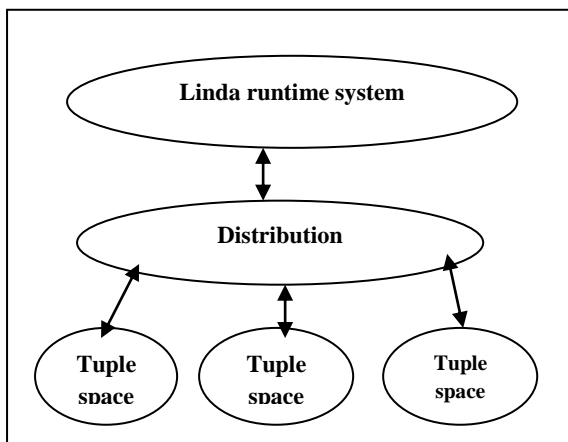 Linda runtime system
Distribution
Tuple
space
Tuple
space
Tuple
space